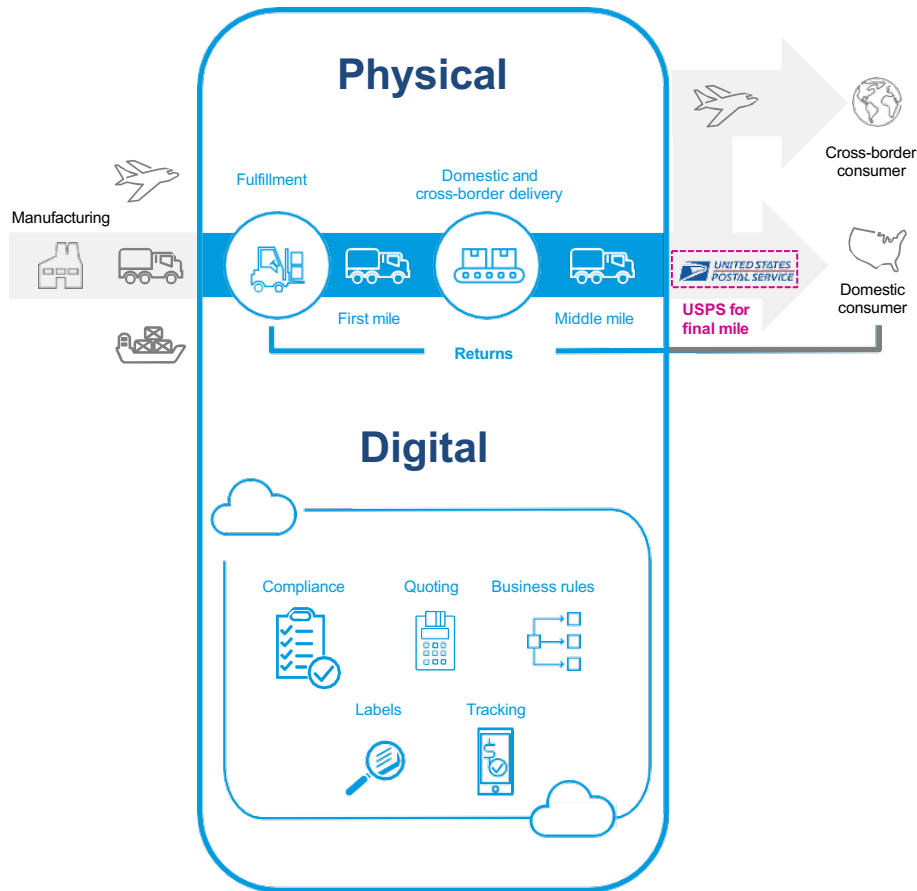 Physical
Cross-border
consumer
Fulfillment
Domestic and
cross-border delivery
Manufacturing
UNITED STATES
POSTAL SERVICE
Domestic
consumer
First mile
Middle mile
USPS for
final mile
Returns
Digital
Compliance
Quoting
Business rules
Labels
Tracking